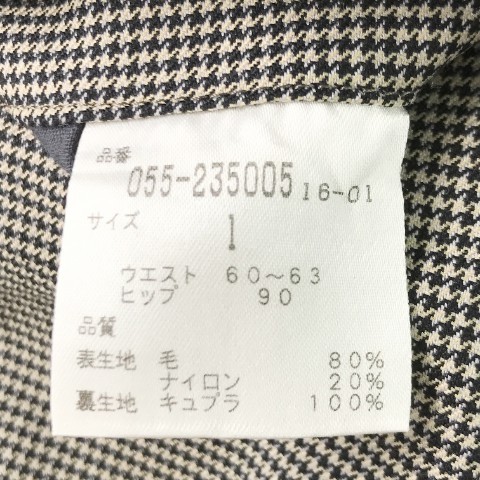 品番
055-235005 16-01
サイズ 1
ウエスト 60~63
ヒップ 90
品質
表生地 毛 80%
ナイロン 20%
裏生地 キュプラ 100%